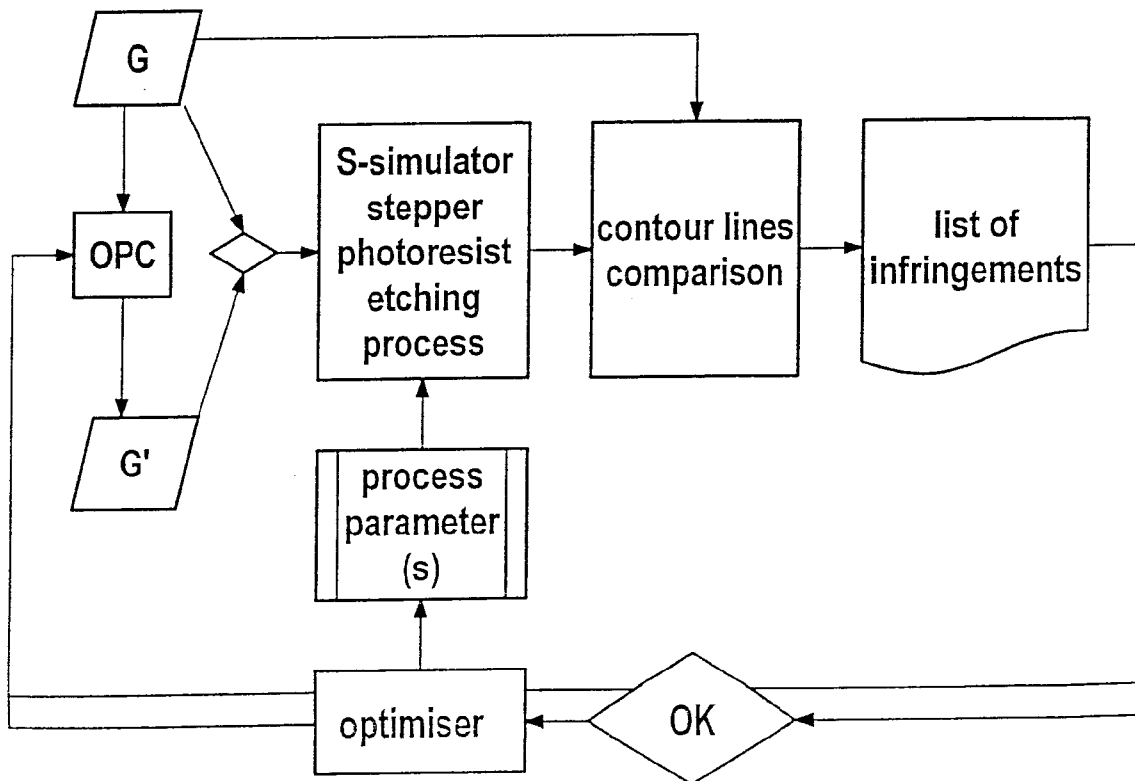 G
S-simulator
stepper
photoresist
etching
process
contour lines
comparison
list of
infringements
OPC
G'
process
parameter
(s)
optimiser
OK